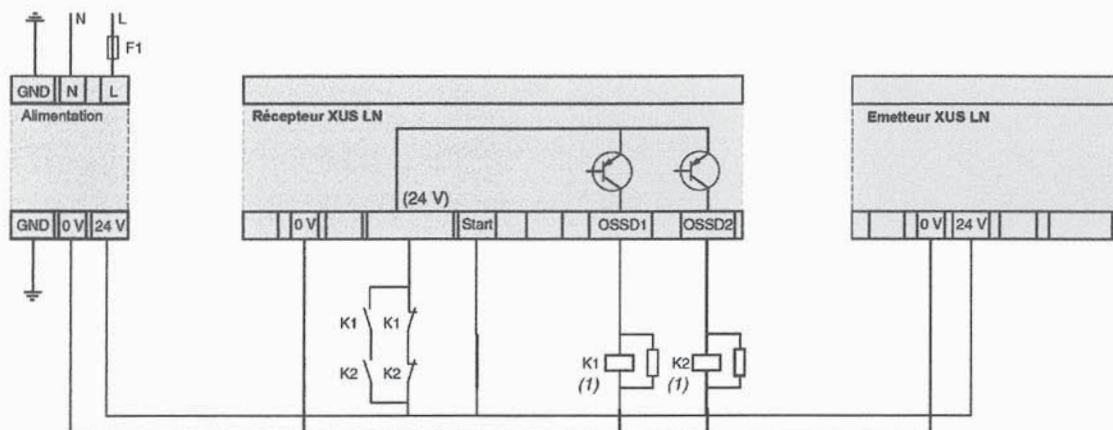 N L
F1
GND N L
Alimentation
Récepteur XUS LN
Emetteur XUS LN
(24 V)
GND 0 V 24 V
0 V Start OSSD1 OSSD2
0 V 24 V
K1 K1
K2 K2
K1
(1)
K2
(1)